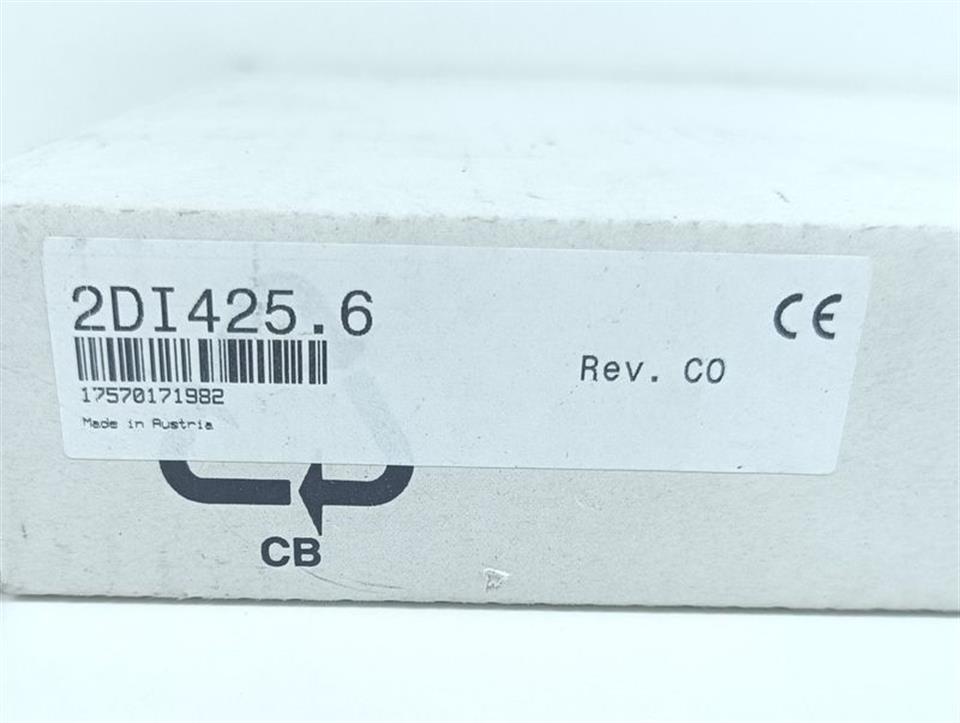 2DI425.6
CE
Rev. C0
17570171982
Made in Austria
CB